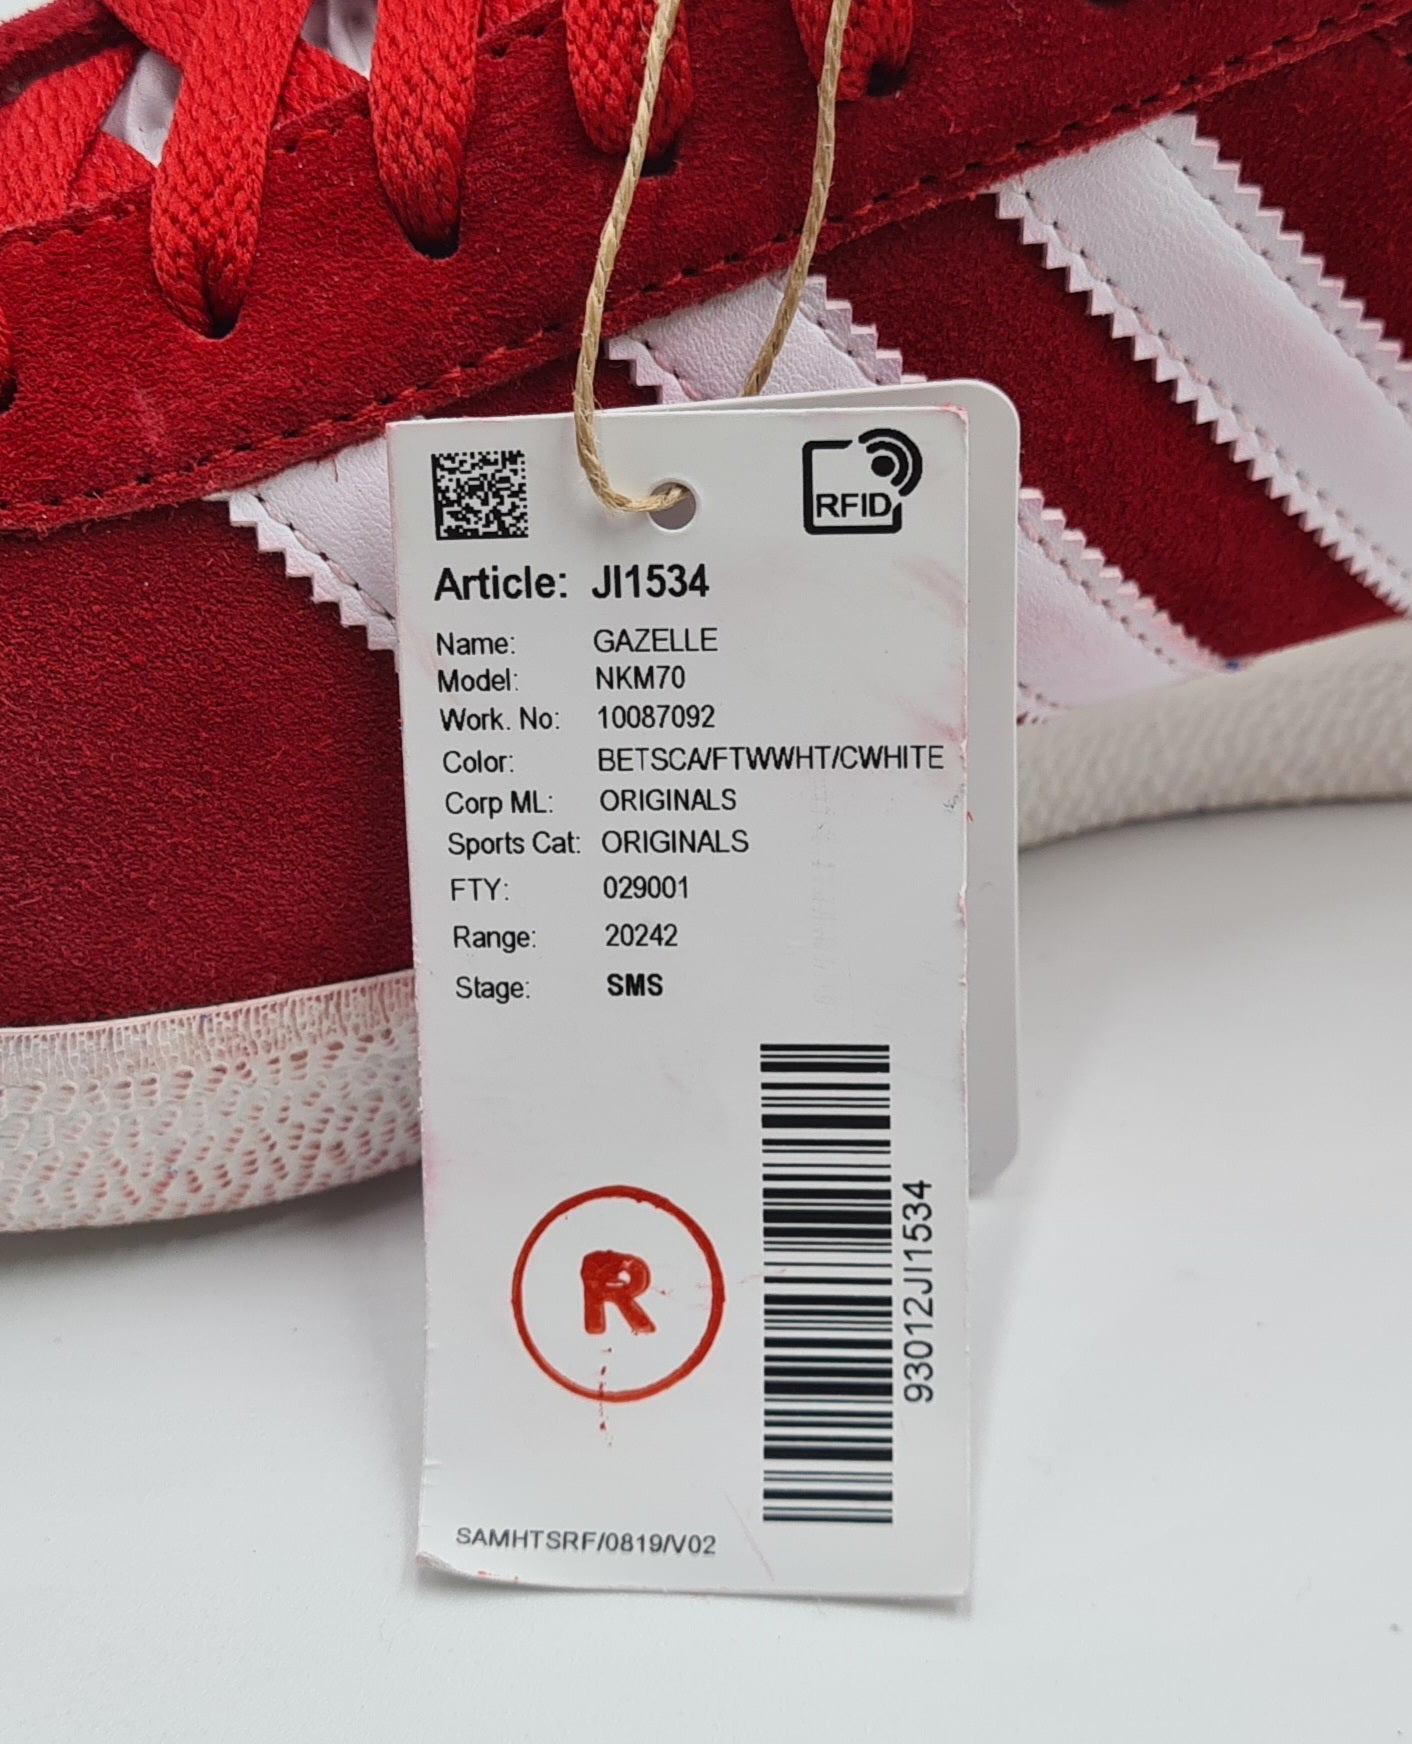 RFID
Article: JI1534
Name: GAZELLE
Model: NKM70
Work. No: 10087092
Color: BETSCA/FTWWHT/CWHITE
Corp ML: ORIGINALS
Sports Cat: ORIGINALS
FTY: 029001
Range: 20242
Stage: SMS
R
93012JI1534
SAMHTSRF/0819/V02